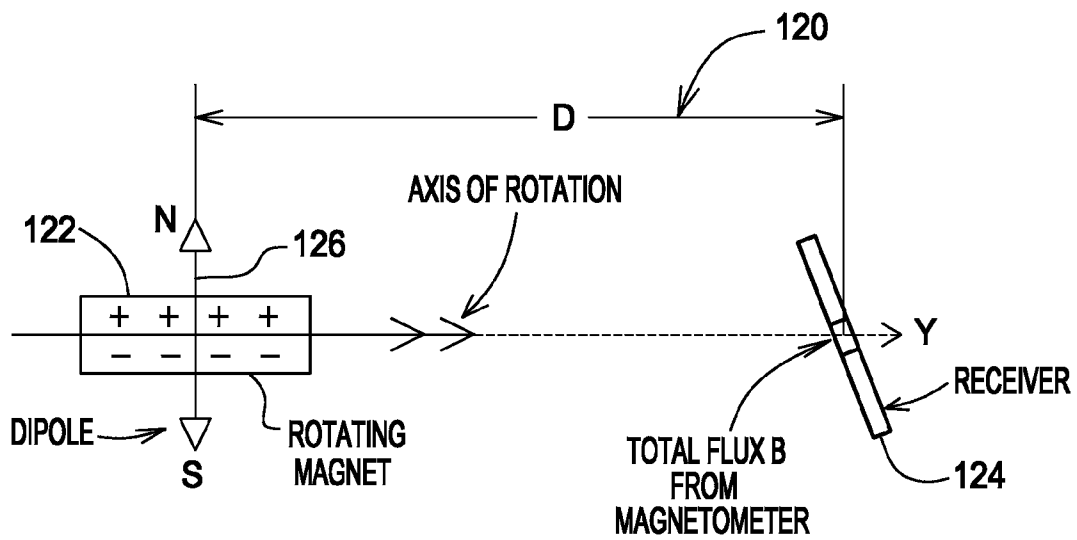 120
D
AXIS OF ROTATION
122
N
126
+ + + +
− − − −
Y
RECEIVER
DIPOLE
S
ROTATING
MAGNET
TOTAL FLUX B
FROM
MAGNETOMETER
124